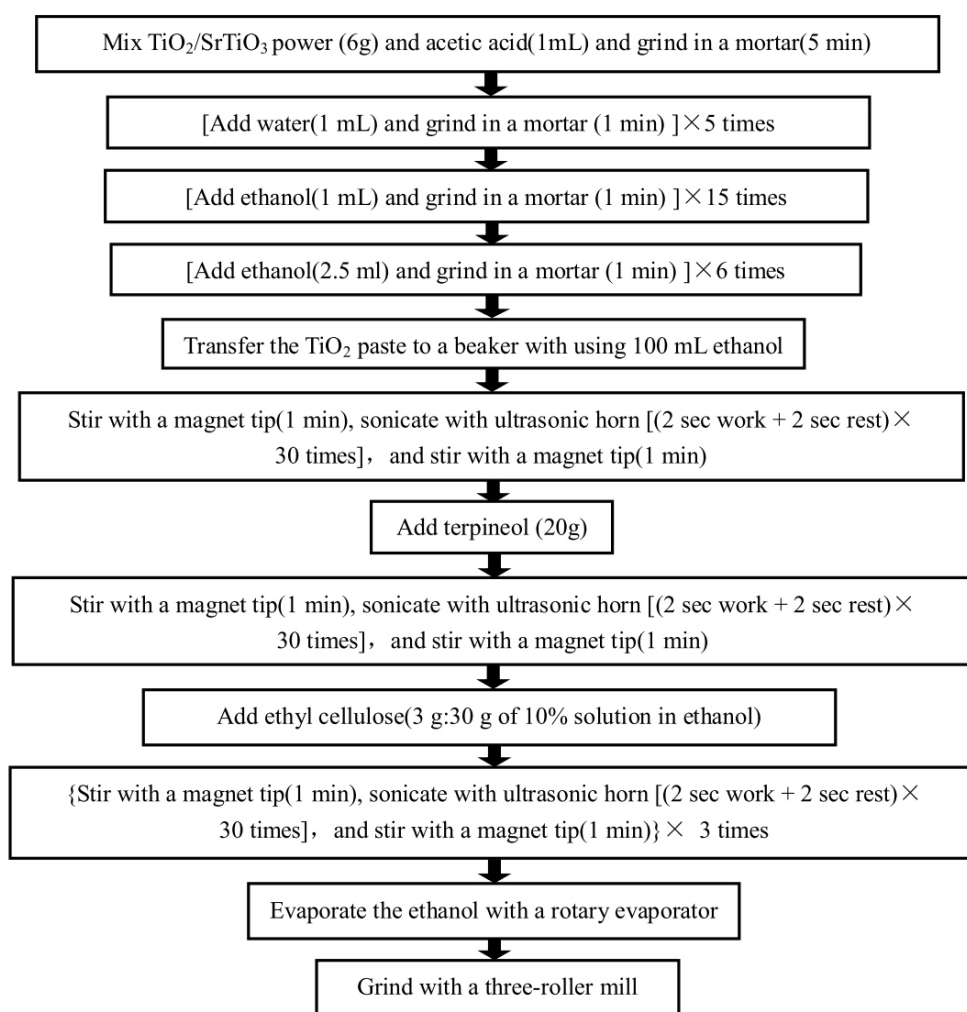 Mix TiO₂/SrTiO₃ power (6g) and acetic acid(1mL) and grind in a mortar(5 min)
[Add water(1 mL) and grind in a mortar (1 min) ]×5 times
[Add ethanol(1 mL) and grind in a mortar (1 min) ]×15 times
[Add ethanol(2.5 ml) and grind in a mortar (1 min) ]×6 times
Transfer the TiO₂ paste to a beaker with using 100 mL ethanol
Stir with a magnet tip(1 min), sonicate with ultrasonic horn [(2 sec work + 2 sec rest)×
30 times]，and stir with a magnet tip(1 min)
Add terpineol (20g)
Stir with a magnet tip(1 min), sonicate with ultrasonic horn [(2 sec work + 2 sec rest)×
30 times]，and stir with a magnet tip(1 min)
Add ethyl cellulose(3 g:30 g of 10% solution in ethanol)
{Stir with a magnet tip(1 min), sonicate with ultrasonic horn [(2 sec work + 2 sec rest)×
30 times]，and stir with a magnet tip(1 min)}× 3 times
Evaporate the ethanol with a rotary evaporator
Grind with a three-roller mill